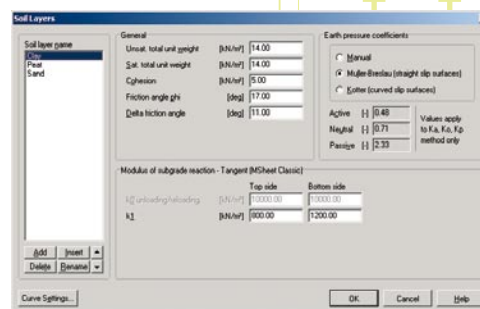 Soil Layers
Soil layer name
Clay
Peat
Sand
Add Insert
Delete Rename
General
Unsat. total unit weight [kN/m³] 14.00
Sat. total unit weight [kN/m³] 14.00
Cohesion [kN/m²] 5.00
Friction angle phi [deg] 17.00
Delta friction angle [deg] 11.00
Earth pressure coefficients
Manual
Muller-Breslau (straight slip surfaces)
Kotter (curved slip surfaces)
Active [-] 0.48
Neutral [-] 0.71
Passive [-] 2.33
Values apply
to Ka, Ko, Kp
method only
Modulus of subgrade reaction - Tangent (MSheet Classic)
Top side Bottom side
k0 unloading/reloading [kN/m³] 10000.00 10000.00
k1 [kN/m³] 800.00 1200.00
Curve Settings...
OK Cancel Help